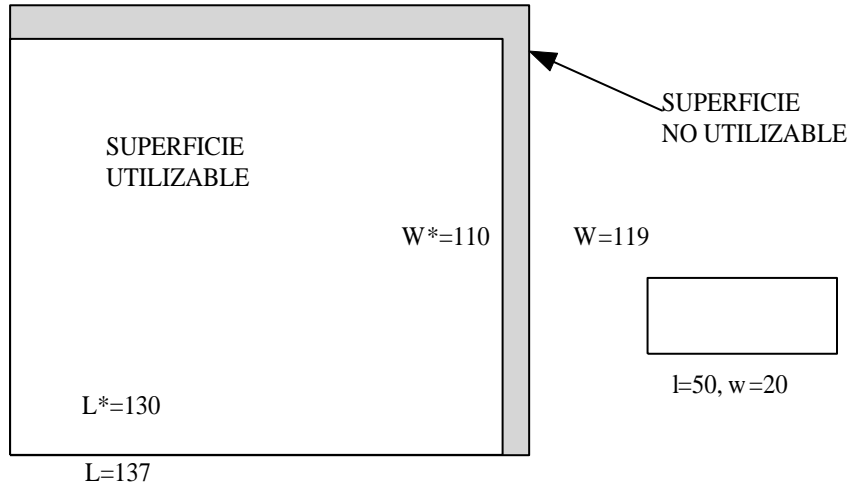 SUPERFICIE
NO UTILIZABLE
SUPERFICIE
UTILIZABLE
W*=110
W=119
l=50, w=20
L*=130
L=137